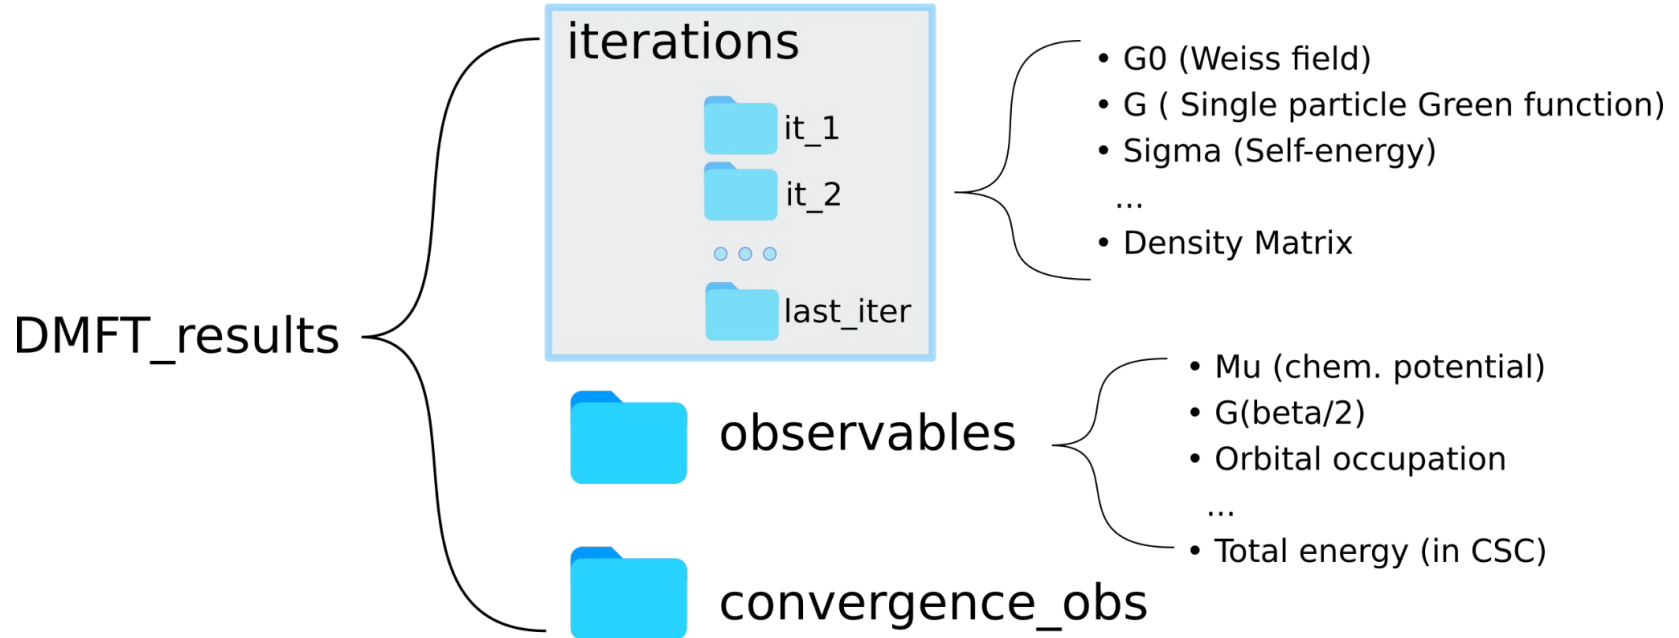 iterations
it_1
it_2
last_iter
• G0 (Weiss field)
• G ( Single particle Green function)
• Sigma (Self-energy)
...
• Density Matrix
DMFT_results
observables
• Mu (chem. potential)
• G(beta/2)
• Orbital occupation
...
• Total energy (in CSC)
convergence_obs